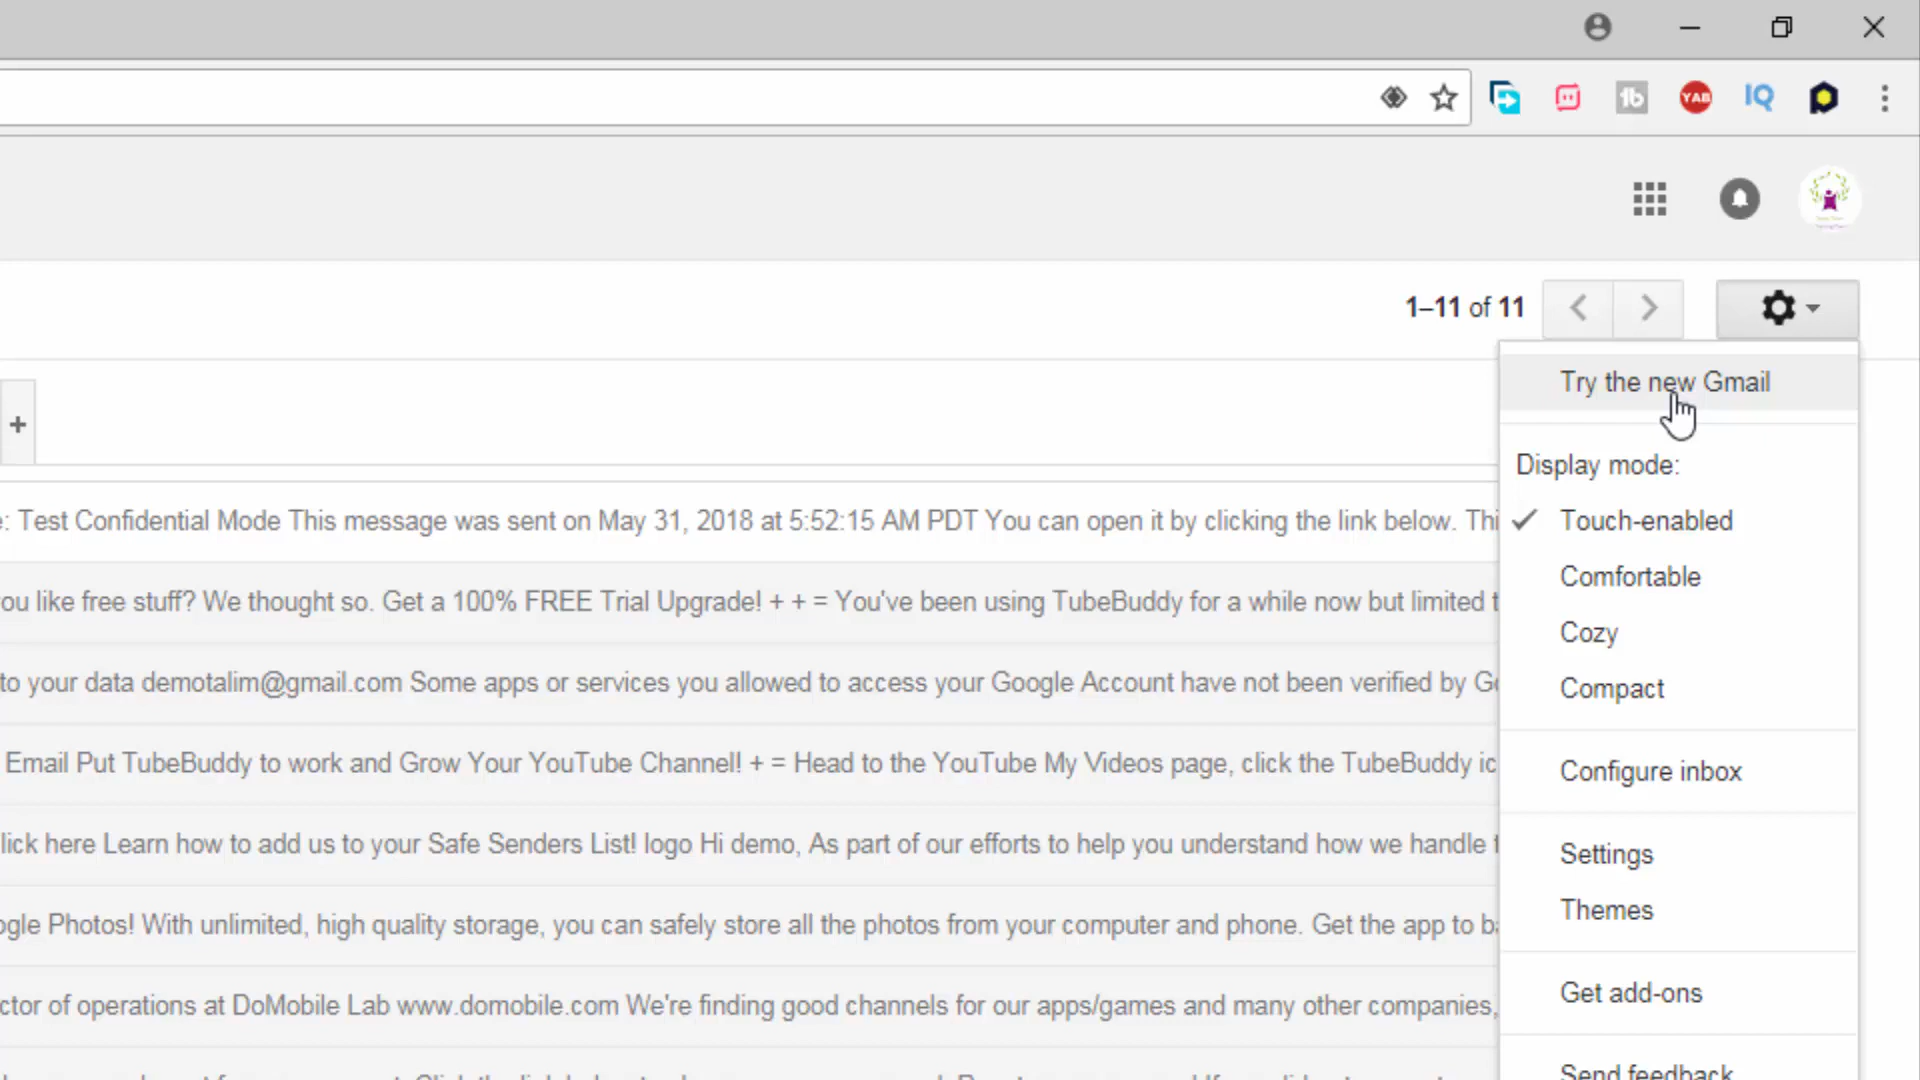 tb YAB IQ
1–11 of 11
Try the new Gmail
+
Display mode:
e: Test Confidential Mode This message was sent on May 31, 2018 at 5:52:15 AM PDT You can open it by clicking the link below. Thi
Touch-enabled
Comfortable
ou like free stuff? We thought so. Get a 100% FREE Trial Upgrade! + + = You've been using TubeBuddy for a while now but limited t
Cozy
to your data demotalim@gmail.com Some apps or services you allowed to access your Google Account have not been verified by Go
Compact
Email Put TubeBuddy to work and Grow Your YouTube Channel! + = Head to the YouTube My Videos page, click the TubeBuddy ic
Configure inbox
lick here Learn how to add us to your Safe Senders List! logo Hi demo, As part of our efforts to help you understand how we handle t
Settings
ogle Photos! With unlimited, high quality storage, you can safely store all the photos from your computer and phone. Get the app to ba
Themes
ctor of operations at DoMobile Lab www.domobile.com We're finding good channels for our apps/games and many other companies,
Get add-ons
Send feedback